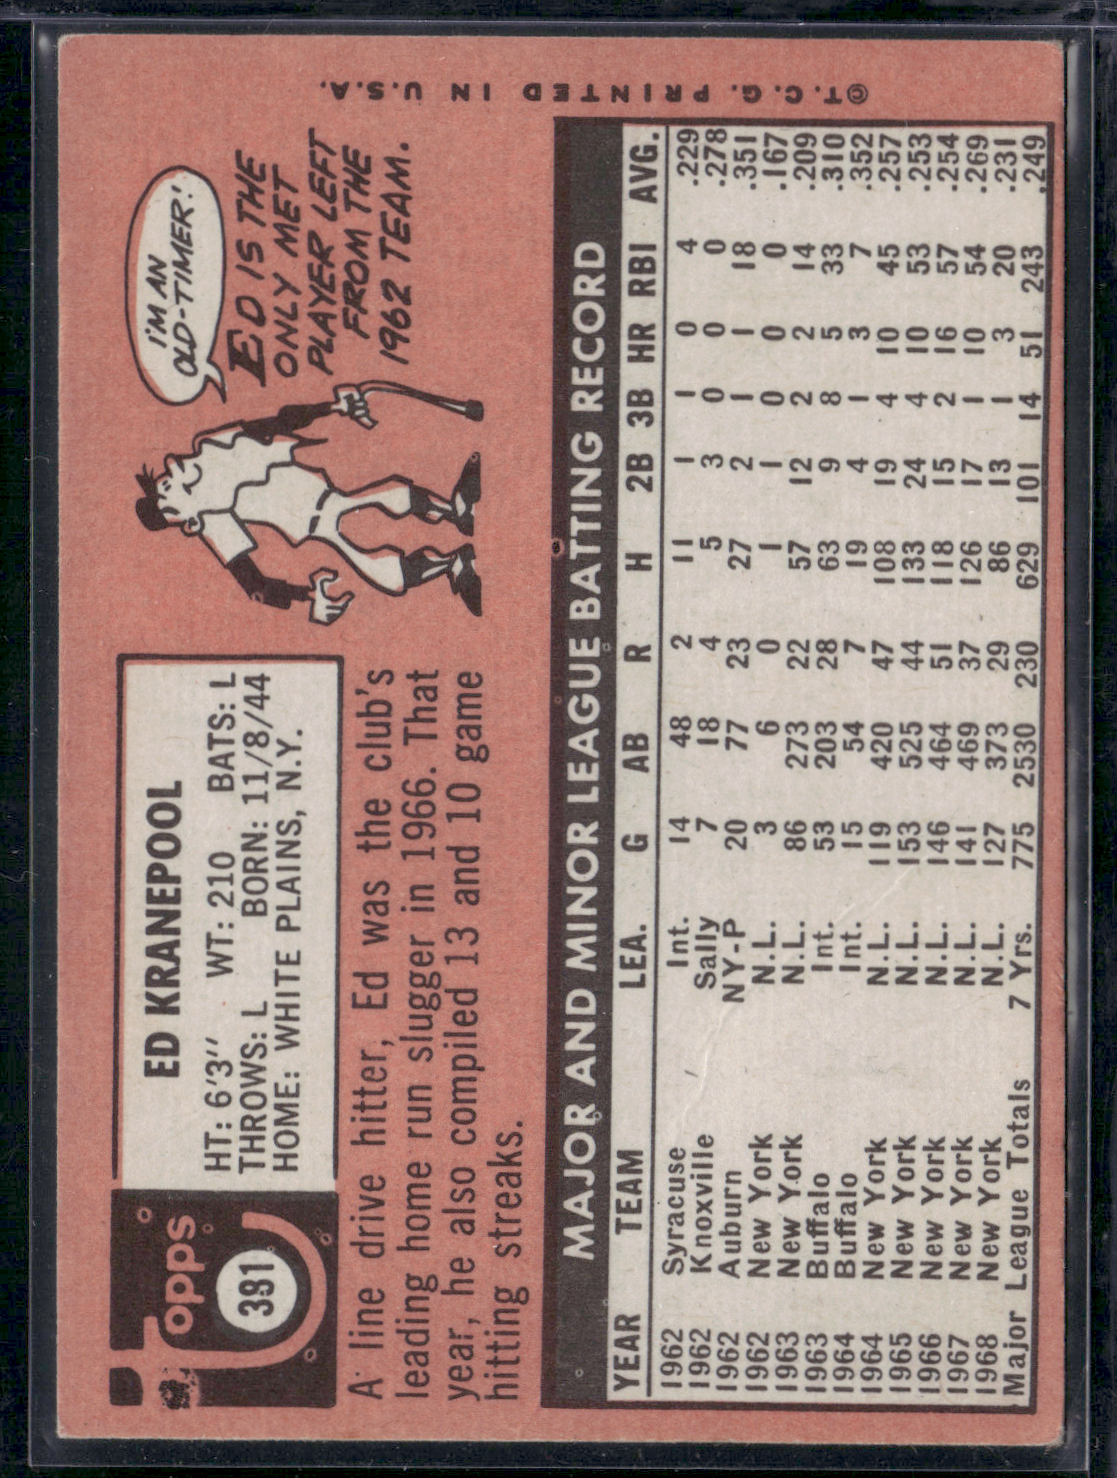 Topps
381
ED KRANEPOOL
HT: 6'3" WT: 210 BATS: L
THROWS: L BORN: 11/8/44
HOME: WHITE PLAINS, N.Y.
A line drive hitter, Ed was the club's
leading home run slugger in 1966. That
year, he also compiled 13 and 10 game
hitting streaks.
I'M AN
OLD-TIMER!
ED IS THE
ONLY MET
PLAYER LEFT
FROM THE
1962 TEAM.
MAJOR AND MINOR LEAGUE BATTING RECORD
YEAR TEAM LEA. G AB R H 2B 3B HR RBI AVG.
1962 Syracuse Int. 14 48 2 11 1 1 0 4 .229
1962 Knoxville Sally 7 18 4 5 3 0 0 0 .278
1962 Auburn NY-P 20 77 23 27 2 1 1 18 .351
1962 New York N.L. 3 6 0 1 1 0 0 0 .167
1963 New York N.L. 86 273 22 57 12 2 2 14 .209
1963 Buffalo Int. 53 203 28 63 9 8 5 33 .310
1964 Buffalo Int. 15 54 7 19 4 1 3 7 .352
1964 New York N.L. 119 420 47 108 19 4 10 45 .257
1965 New York N.L. 153 525 44 133 24 4 10 53 .253
1966 New York N.L. 146 464 51 118 15 2 16 57 .254
1967 New York N.L. 141 469 37 126 17 1 10 54 .269
1968 New York N.L. 127 373 29 86 13 1 3 20 .231
Major League Totals 7 Yrs. 775 2530 230 629 101 14 51 243 .249
©T.C.G. PRINTED IN U.S.A.